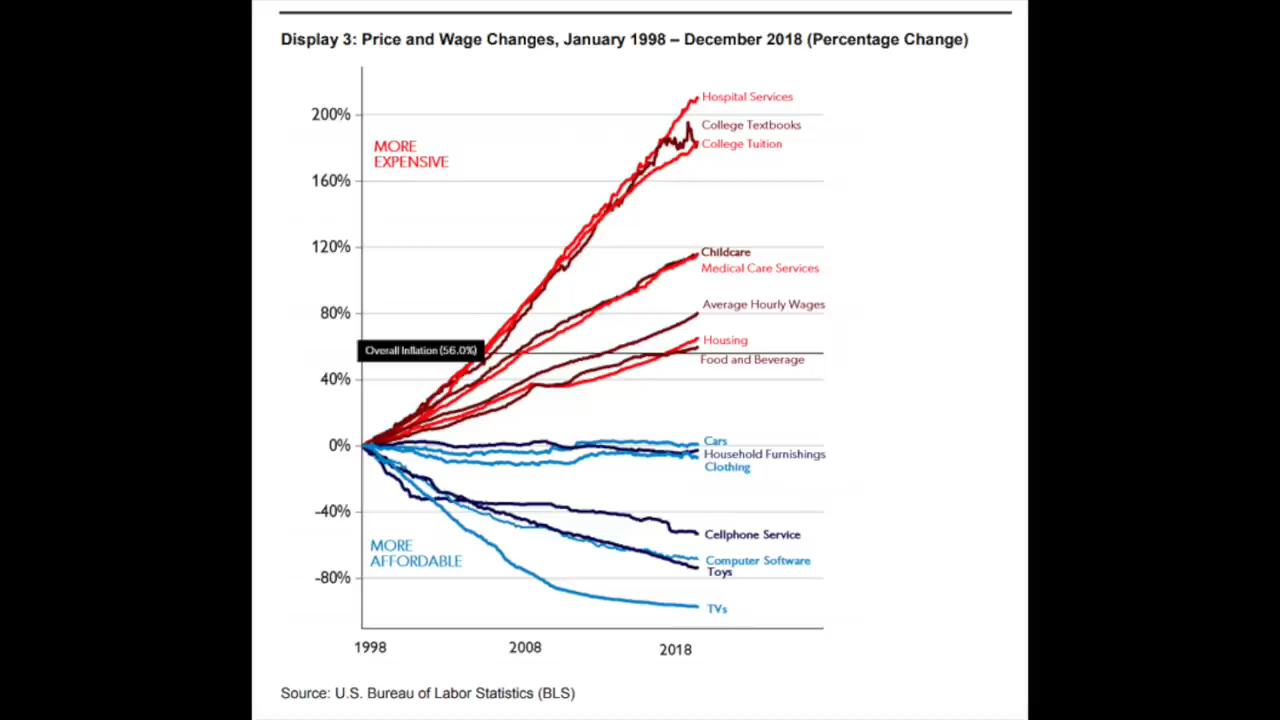 Display 3: Price and Wage Changes, January 1998 – December 2018 (Percentage Change)
Hospital Services
200%
College Textbooks
College Tuition
MORE
EXPENSIVE
160%
120%
Childcare
Medical Care Services
Average Hourly Wages
80%
Housing
Overall Inflation (56.0%)
Food and Beverage
40%
Cars
0%
Household Furnishings
Clothing
-40%
Cellphone Service
MORE
AFFORDABLE
Computer Software
Toys
-80%
TVs
1998
2008
2018
Source: U.S. Bureau of Labor Statistics (BLS)